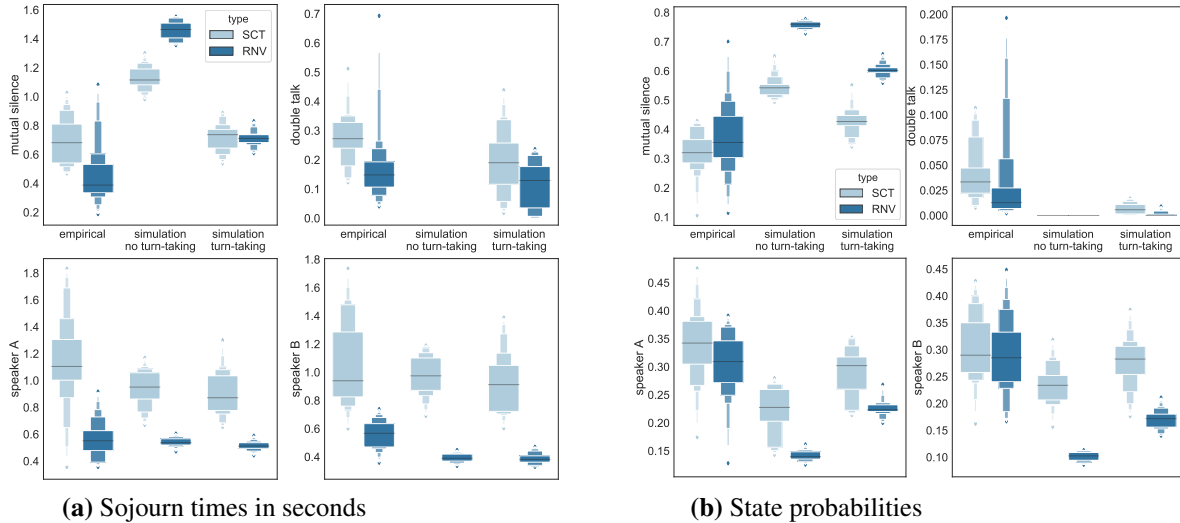 mutual silence
1.6
1.4
1.2
1.0
0.8
0.6
0.4
0.2
type
SCT
RNV
empirical
simulation
no turn-taking
simulation
turn-taking
double talk
0.7
0.6
0.5
0.4
0.3
0.2
0.1
0.0
empirical
simulation
no turn-taking
simulation
turn-taking
speaker A
1.8
1.6
1.4
1.2
1.0
0.8
0.6
0.4
speaker B
1.8
1.6
1.4
1.2
1.0
0.8
0.6
0.4
(a) Sojourn times in seconds
mutual silence
0.8
0.7
0.6
0.5
0.4
0.3
0.2
0.1
type
SCT
RNV
empirical
simulation
no turn-taking
simulation
turn-taking
double talk
0.200
0.175
0.150
0.125
0.100
0.075
0.050
0.025
0.000
empirical
simulation
no turn-taking
simulation
turn-taking
speaker A
0.45
0.40
0.35
0.30
0.25
0.20
0.15
speaker B
0.45
0.40
0.35
0.30
0.25
0.20
0.15
0.10
(b) State probabilities